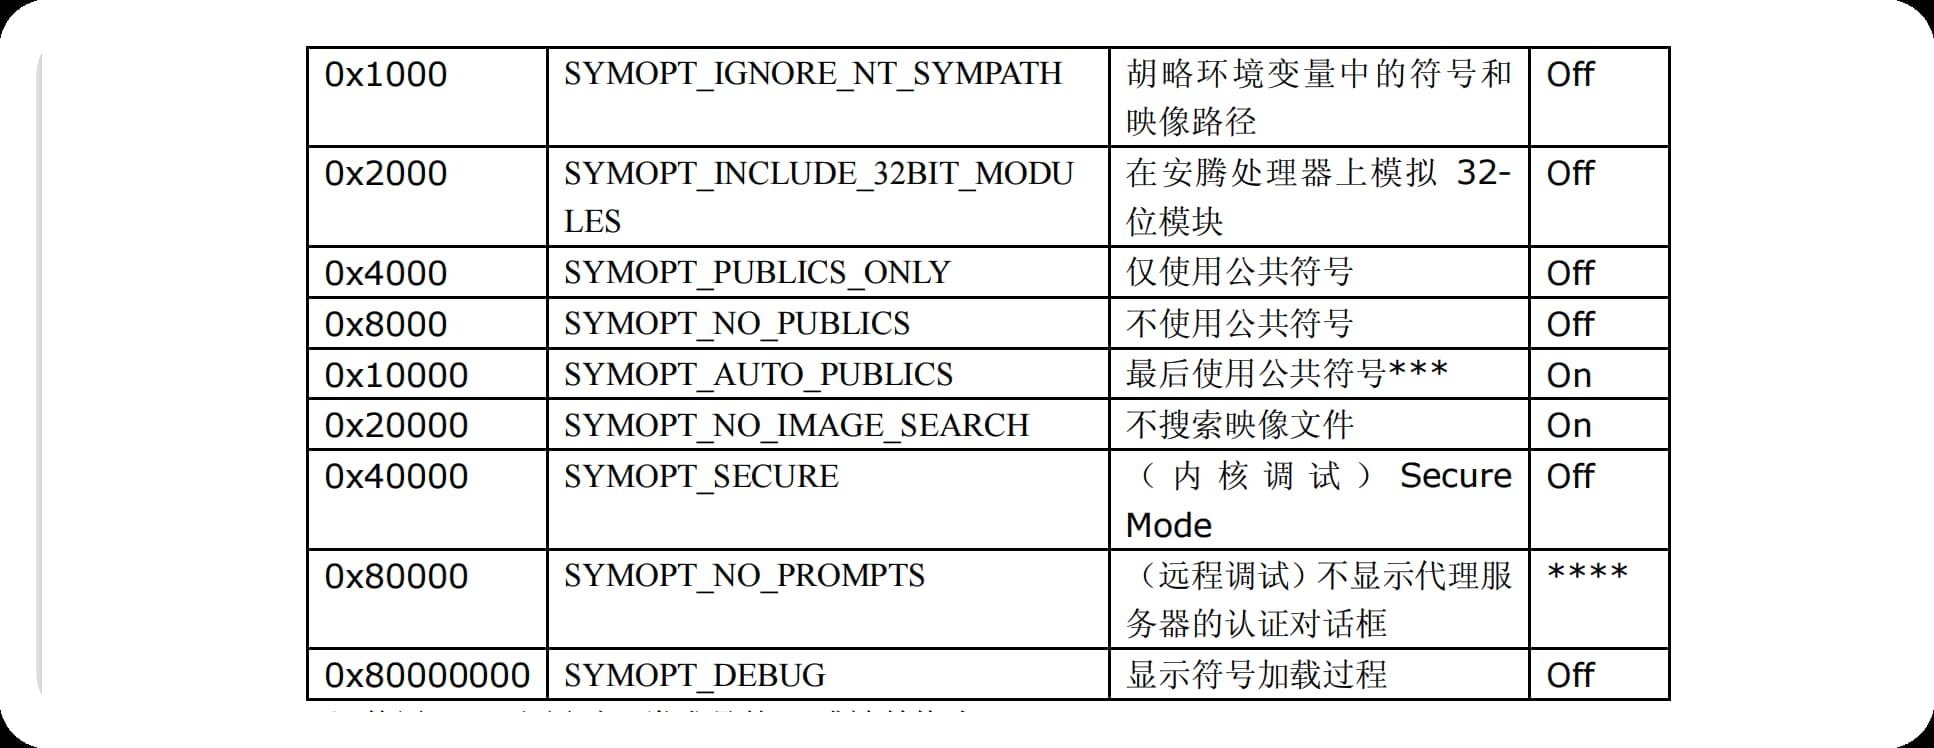 0x1000 SYMOPT_IGNORE_NT_SYMPATH 胡略环境变量中的符号和 Off
映像路径
0x2000 SYMOPT_INCLUDE_32BIT_MODU 在安腾处理器上模拟 32- Off
LES 位模块
0x4000 SYMOPT_PUBLICS_ONLY 仅使用公共符号 Off
0x8000 SYMOPT_NO_PUBLICS 不使用公共符号 Off
0x10000 SYMOPT_AUTO_PUBLICS 最后使用公共符号*** On
0x20000 SYMOPT_NO_IMAGE_SEARCH 不搜索映像文件 On
0x40000 SYMOPT_SECURE （内核调试）Secure Off
Mode
0x80000 SYMOPT_NO_PROMPTS （远程调试）不显示代理服 ****
务器的认证对话框
0x80000000 SYMOPT_DEBUG 显示符号加载过程 Off